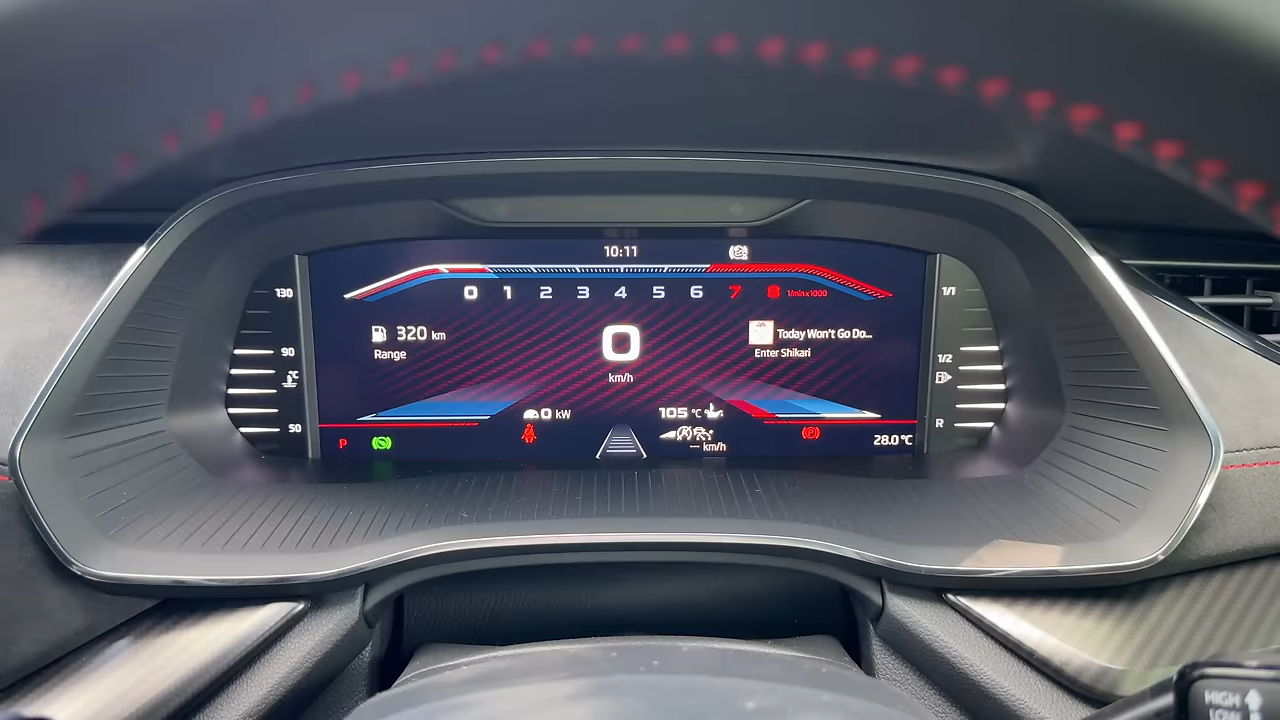 10:11
130
90
°C
50
0 1 2 3 4 5 6 7 8 1/min x1000
320 km
Range
0
km/h
Today Won't Go Do...
Enter Shikari
0 kW
105 °C
--- km/h
P
28.0 °C
1/1
1/2
R
HIGH
LOW